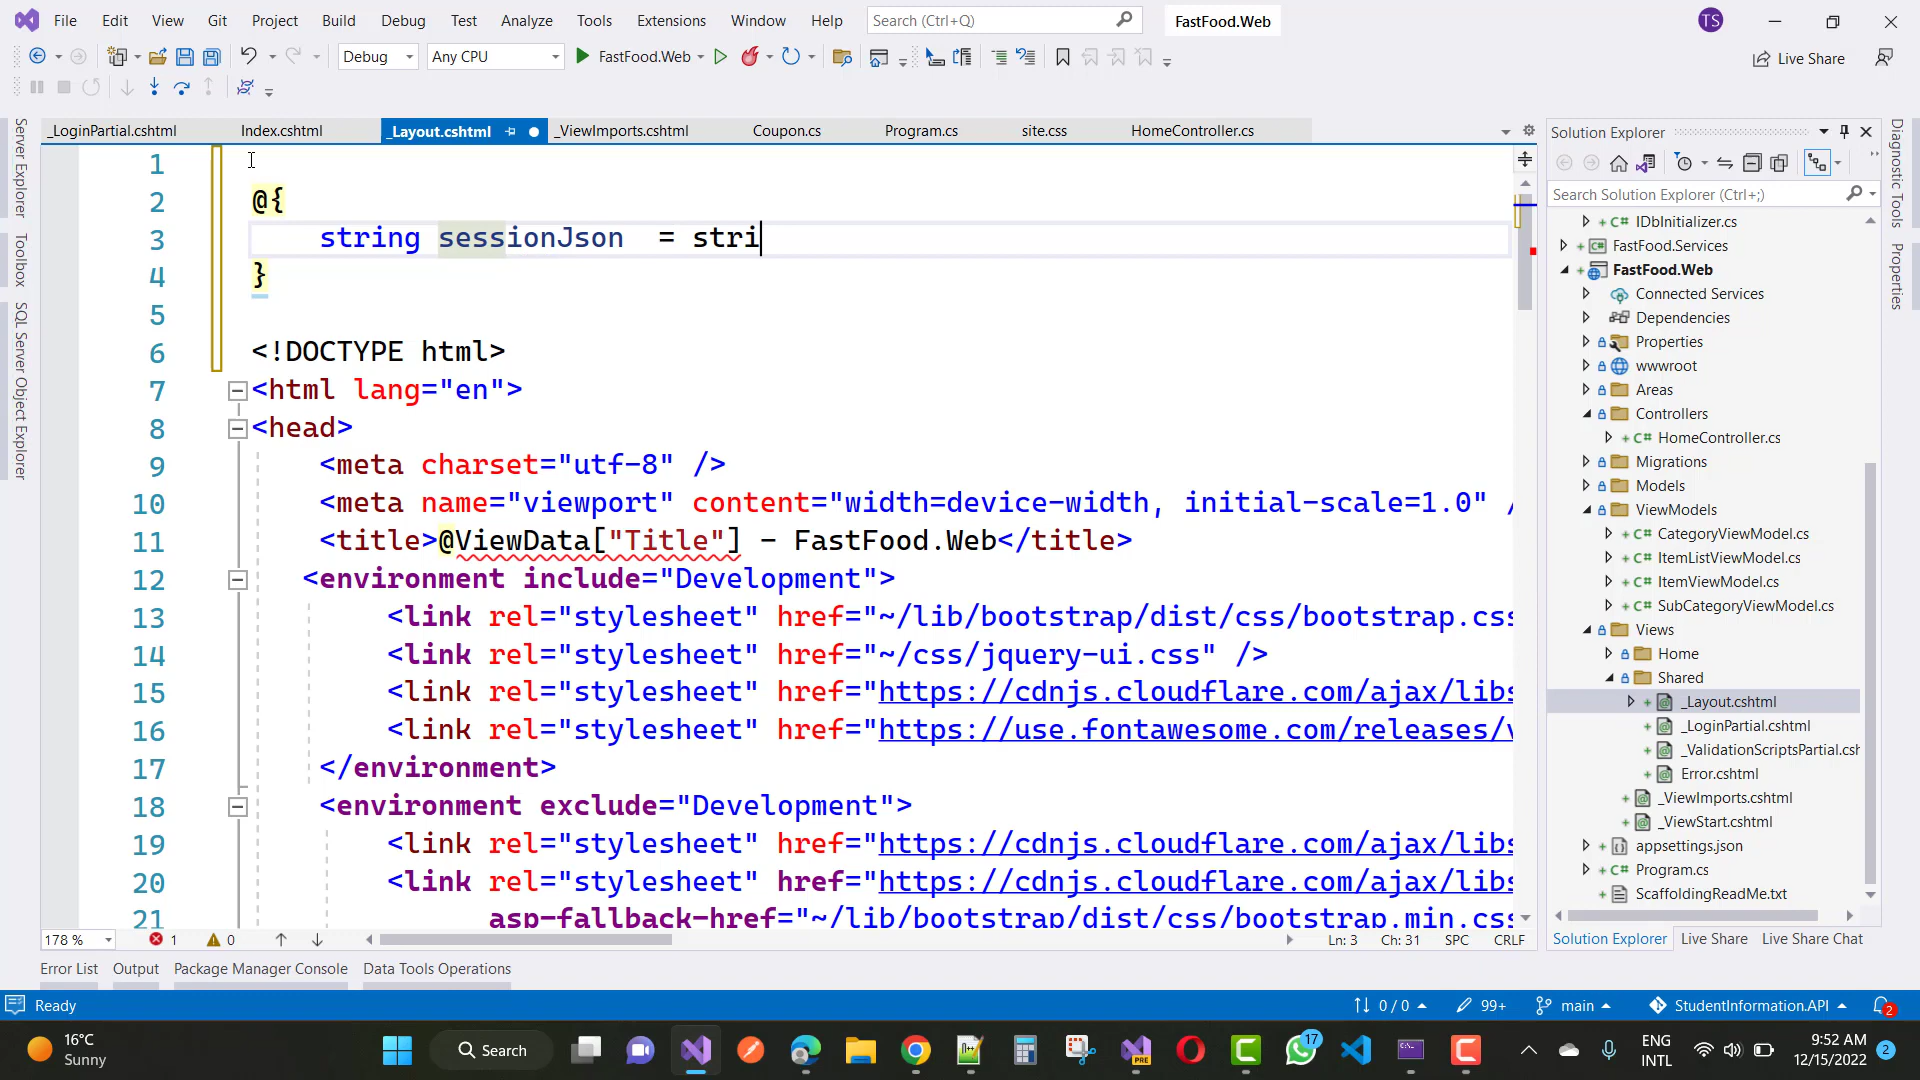 File Edit View Git Project Build Debug Test Analyze Tools Extensions Window Help Search (Ctrl+Q) FastFood.Web TS
Debug Any CPU FastFood.Web Live Share
_LoginPartial.cshtml Index.cshtml _Layout.cshtml _ViewImports.cshtml Coupon.cs Program.cs site.css HomeController.cs
Server Explorer
Toolbox
SQL Server Object Explorer
1
2 @{
3 string sessionJson  = stri
4 }
5
6 <!DOCTYPE html>
7 <html lang="en">
8 <head>
9 <meta charset="utf-8" />
10 <meta name="viewport" content="width=device-width, initial-scale=1.0" /
11 <title>@ViewData["Title"] - FastFood.Web</title>
12 <environment include="Development">
13 <link rel="stylesheet" href="~/lib/bootstrap/dist/css/bootstrap.css
14 <link rel="stylesheet" href="~/css/jquery-ui.css" />
15 <link rel="stylesheet" href="https://cdnjs.cloudflare.com/ajax/libs
16 <link rel="stylesheet" href="https://use.fontawesome.com/releases/v
17 </environment>
18 <environment exclude="Development">
19 <link rel="stylesheet" href="https://cdnjs.cloudflare.com/ajax/libs
20 <link rel="stylesheet" href="https://cdnjs.cloudflare.com/ajax/libs
21 asp-fallback-href="~/lib/bootstrap/dist/css/bootstrap.min.css
178 % 1 0 Ln: 3 Ch: 31 SPC CRLF
Solution Explorer
Search Solution Explorer (Ctrl+;)
C# IDbInitializer.cs
C# FastFood.Services
FastFood.Web
Connected Services
Dependencies
Properties
wwwroot
Areas
Controllers
C# HomeController.cs
Migrations
Models
ViewModels
C# CategoryViewModel.cs
C# ItemListViewModel.cs
C# ItemViewModel.cs
C# SubCategoryViewModel.cs
Views
Home
Shared
_Layout.cshtml
_LoginPartial.cshtml
_ValidationScriptsPartial.csh
Error.cshtml
_ViewImports.cshtml
_ViewStart.cshtml
appsettings.json
C# Program.cs
ScaffoldingReadMe.txt
Solution Explorer Live Share Live Share Chat
Diagnostic Tools
Properties
Error List Output Package Manager Console Data Tools Operations
Ready 0 / 0 99+ main StudentInformation.API 2
16°C
Sunny
Search
17
PRE
ENG
INTL
9:52 AM
12/15/2022
2